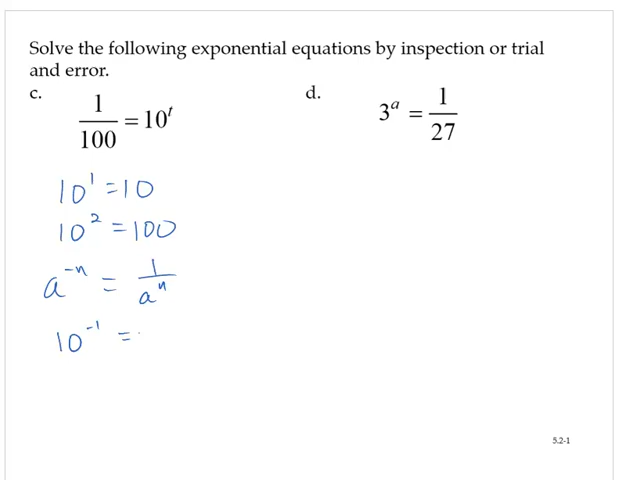 Solve the following exponential equations by inspection or trial
and error.
c. 1/100 = 10^t
d. 3^a = 1/27
10^1 = 10
10^2 = 100
a^-n = 1/a^n
10^-1 =
5.2-1